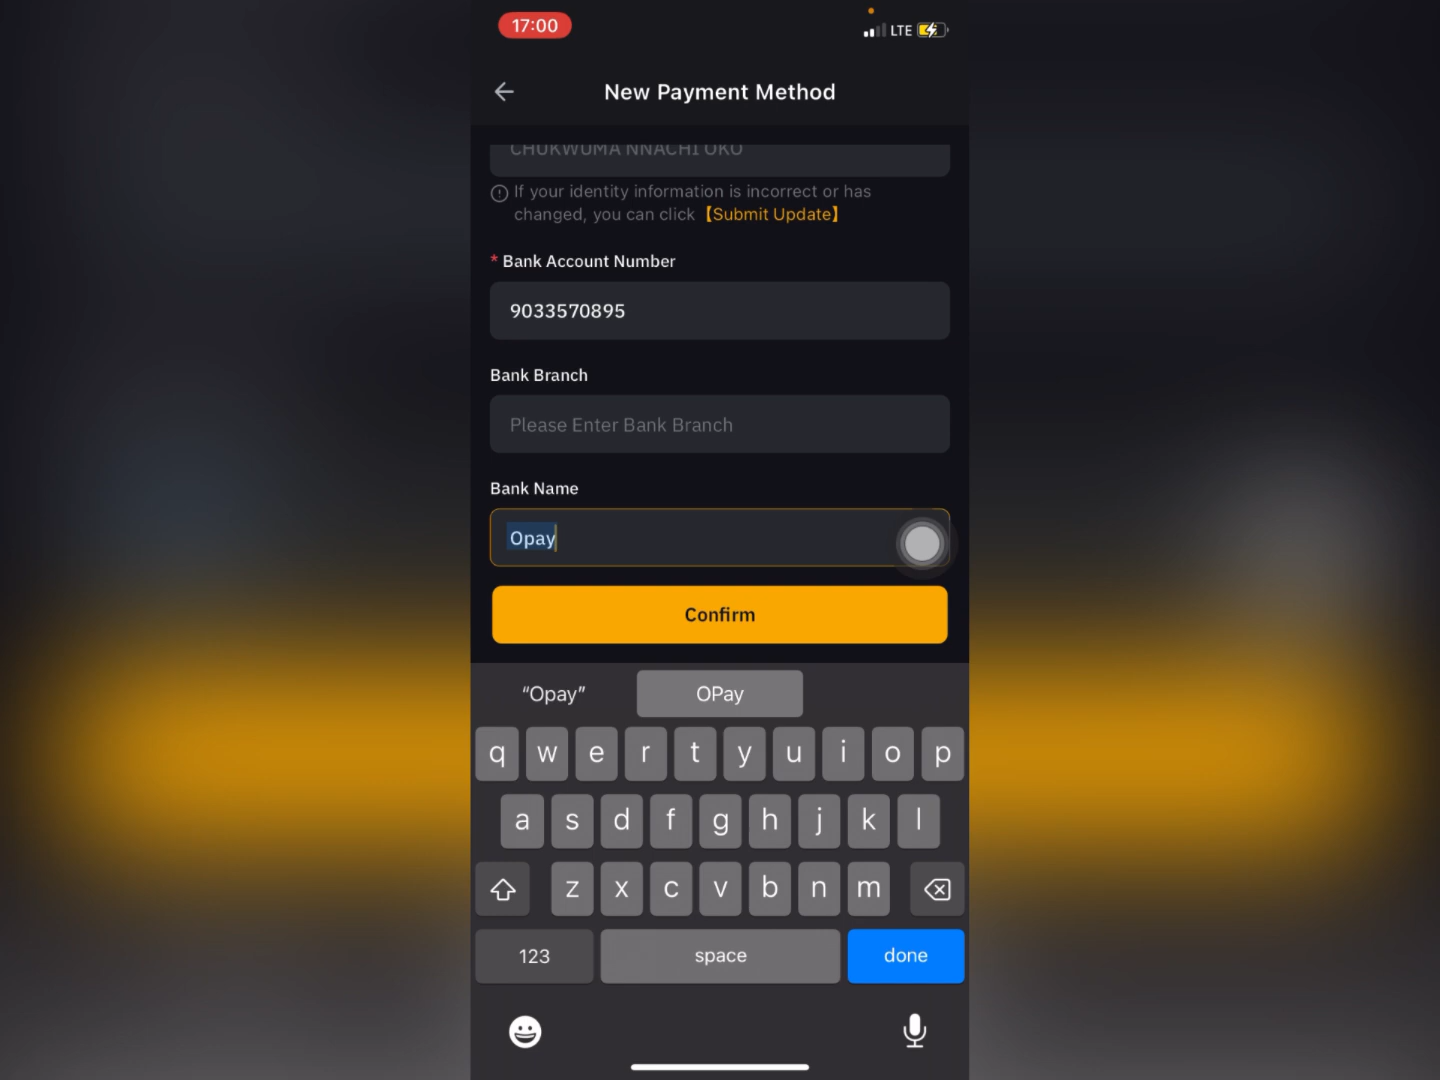 17:00
LTE
New Payment Method
CHUKWUMA NNACHI OKO
If your identity information is incorrect or has
changed, you can click 【Submit Update】
* Bank Account Number
9033570895
Bank Branch
Please Enter Bank Branch
Bank Name
Opay
Confirm
“Opay” OPay
q w e r t y u i o p
a s d f g h j k l
z x c v b n m
123 space done